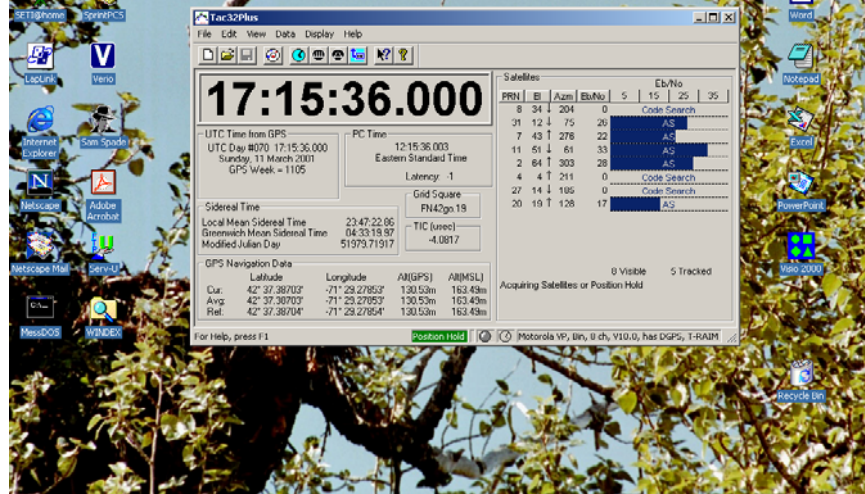 SETI@home
SprintPCS
Word
LapLink
Verio
Notepad
Internet
Explorer
Sam Spade
Excel
Netscape
Adobe
Acrobat
PowerPoint
Netscape Mail
Serv-U
Visio 2000
MessDOS
WINDEX
Recycle Bin
Tac32Plus
File Edit View Data Display Help
17:15:36.000
UTC Time from GPS
UTC Day #070 17:15:36.000
Sunday, 11 March 2001
GPS Week = 1105
PC Time
12:15:36.003
Eastern Standard Time
Latency: -1
Sidereal Time
Local Mean Sidereal Time 23:47:22.06
Greenwich Mean Sidereal Time 04:33:19.97
Modified Julian Day 51979.71917
Grid Square
FN42go.19
TIC (usec)
-4.0817
GPS Navigation Data
Latitude Longitude Alt(GPS) Alt(MSL)
Cur: 42° 37.38703' -71° 29.27853' 130.53m 163.49m
Avg: 42° 37.38703' -71° 29.27853' 130.53m 163.49m
Ref: 42° 37.38704' -71° 29.27854' 130.53m 163.49m
Satellites
Eb/No
PRN El Azm Eb/No 5 15 25 35
8 34 ↓ 204 0 Code Search
31 12 ↓ 75 26 AS
7 43 ↑ 276 22 AS
11 51 ↓ 61 33 AS
2 64 ↑ 303 28 AS
4 4 ↑ 211 0 Code Search
27 14 ↓ 185 0 Code Search
20 19 ↑ 128 17 AS
8 Visible 5 Tracked
Acquiring Satellites or Position Hold
For Help, press F1
Position Hold
Motorola VP, Bin, 8 ch, V10.0, has DGPS, T-RAIM